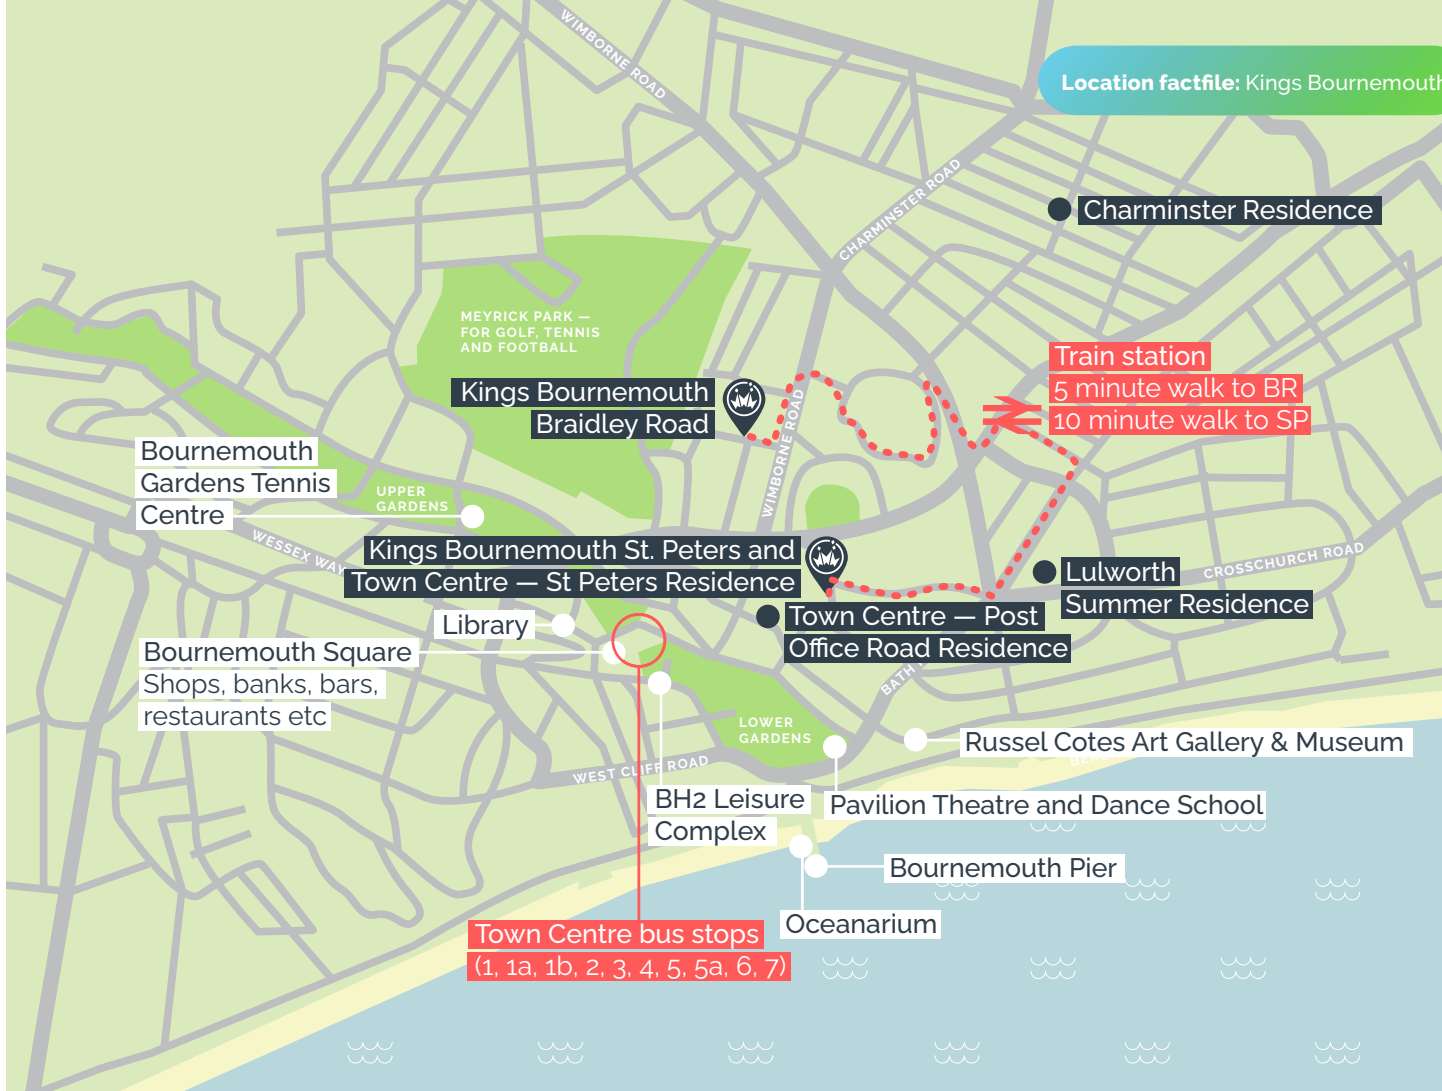 WIMBORNE ROAD
Location factfile: Kings Bournemouth
CHARMINSTER ROAD
Charminster Residence
MEYRICK PARK —
FOR GOLF, TENNIS
AND FOOTBALL
Train station
5 minute walk to BR
10 minute walk to SP
Kings Bournemouth
Braidley Road
WIMBORNE ROAD
Bournemouth
Gardens Tennis
Centre
UPPER
GARDENS
WESSEX WAY
Kings Bournemouth St. Peters and
Town Centre — St Peters Residence
CROSSCHURCH ROAD
Lulworth
Summer Residence
Town Centre — Post
Office Road Residence
Library
Bournemouth Square
Shops, banks, bars,
restaurants etc
BATH
LOWER
GARDENS
Russel Cotes Art Gallery & Museum
WEST CLIFF ROAD
BH2 Leisure
Complex
Pavilion Theatre and Dance School
Bournemouth Pier
Oceanarium
Town Centre bus stops
(1, 1a, 1b, 2, 3, 4, 5, 5a, 6, 7)